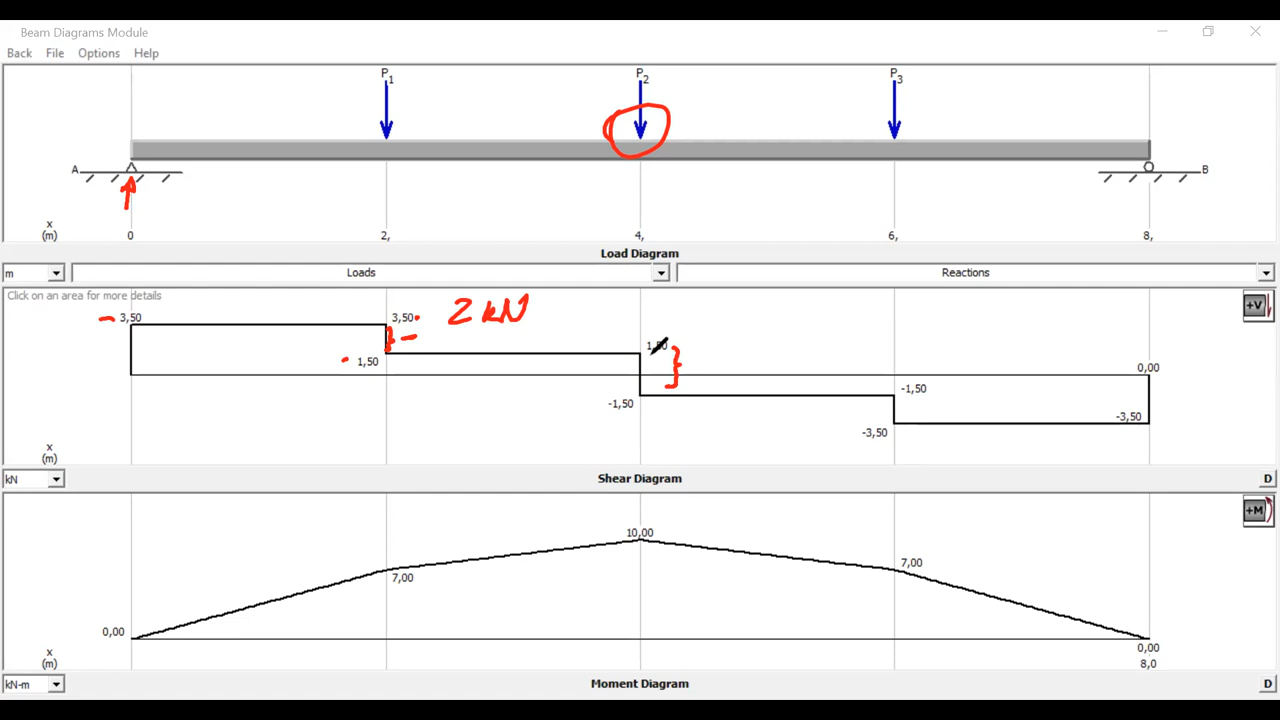 Beam Diagrams Module
Back File Options Help
P1 P2 P3
A B
x
(m) 0 2, 4, 6, 8,
Load Diagram
m Loads Reactions
Click on an area for more details
+V
3,50 3,50 2 kN
1,50 1,50
0,00
-1,50 -1,50
-3,50 -3,50
x
(m)
kN Shear Diagram D
+M
10,00
7,00 7,00
0,00 0,00
x
(m) 8,0
kN-m Moment Diagram D